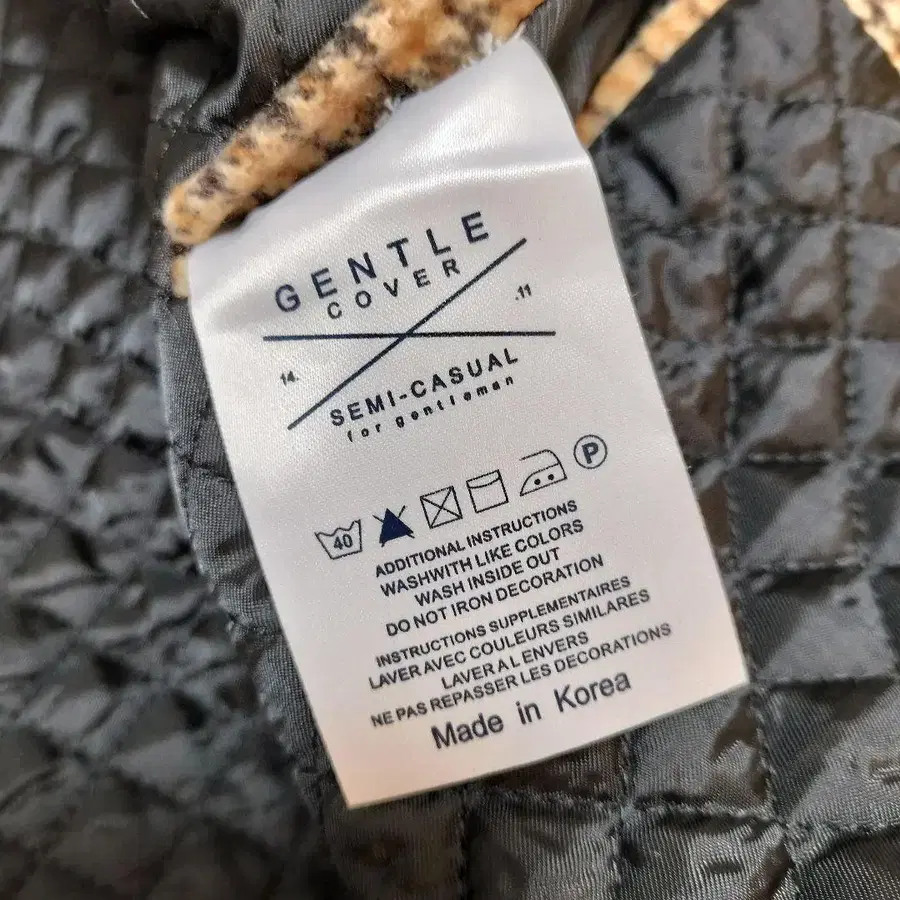 GENTLE
COVER
.11
14.
SEMI-CASUAL
for gentleman
40
P
ADDITIONAL INSTRUCTIONS
WASHWITH LIKE COLORS
WASH INSIDE OUT
DO NOT IRON DECORATION
INSTRUCTIONS SUPPLEMENTAIRES
LAVER AVEC COULEURS SIMILARES
LAVER A L ENVERS
NE PAS REPASSER LES DECORATIONS
Made in Korea